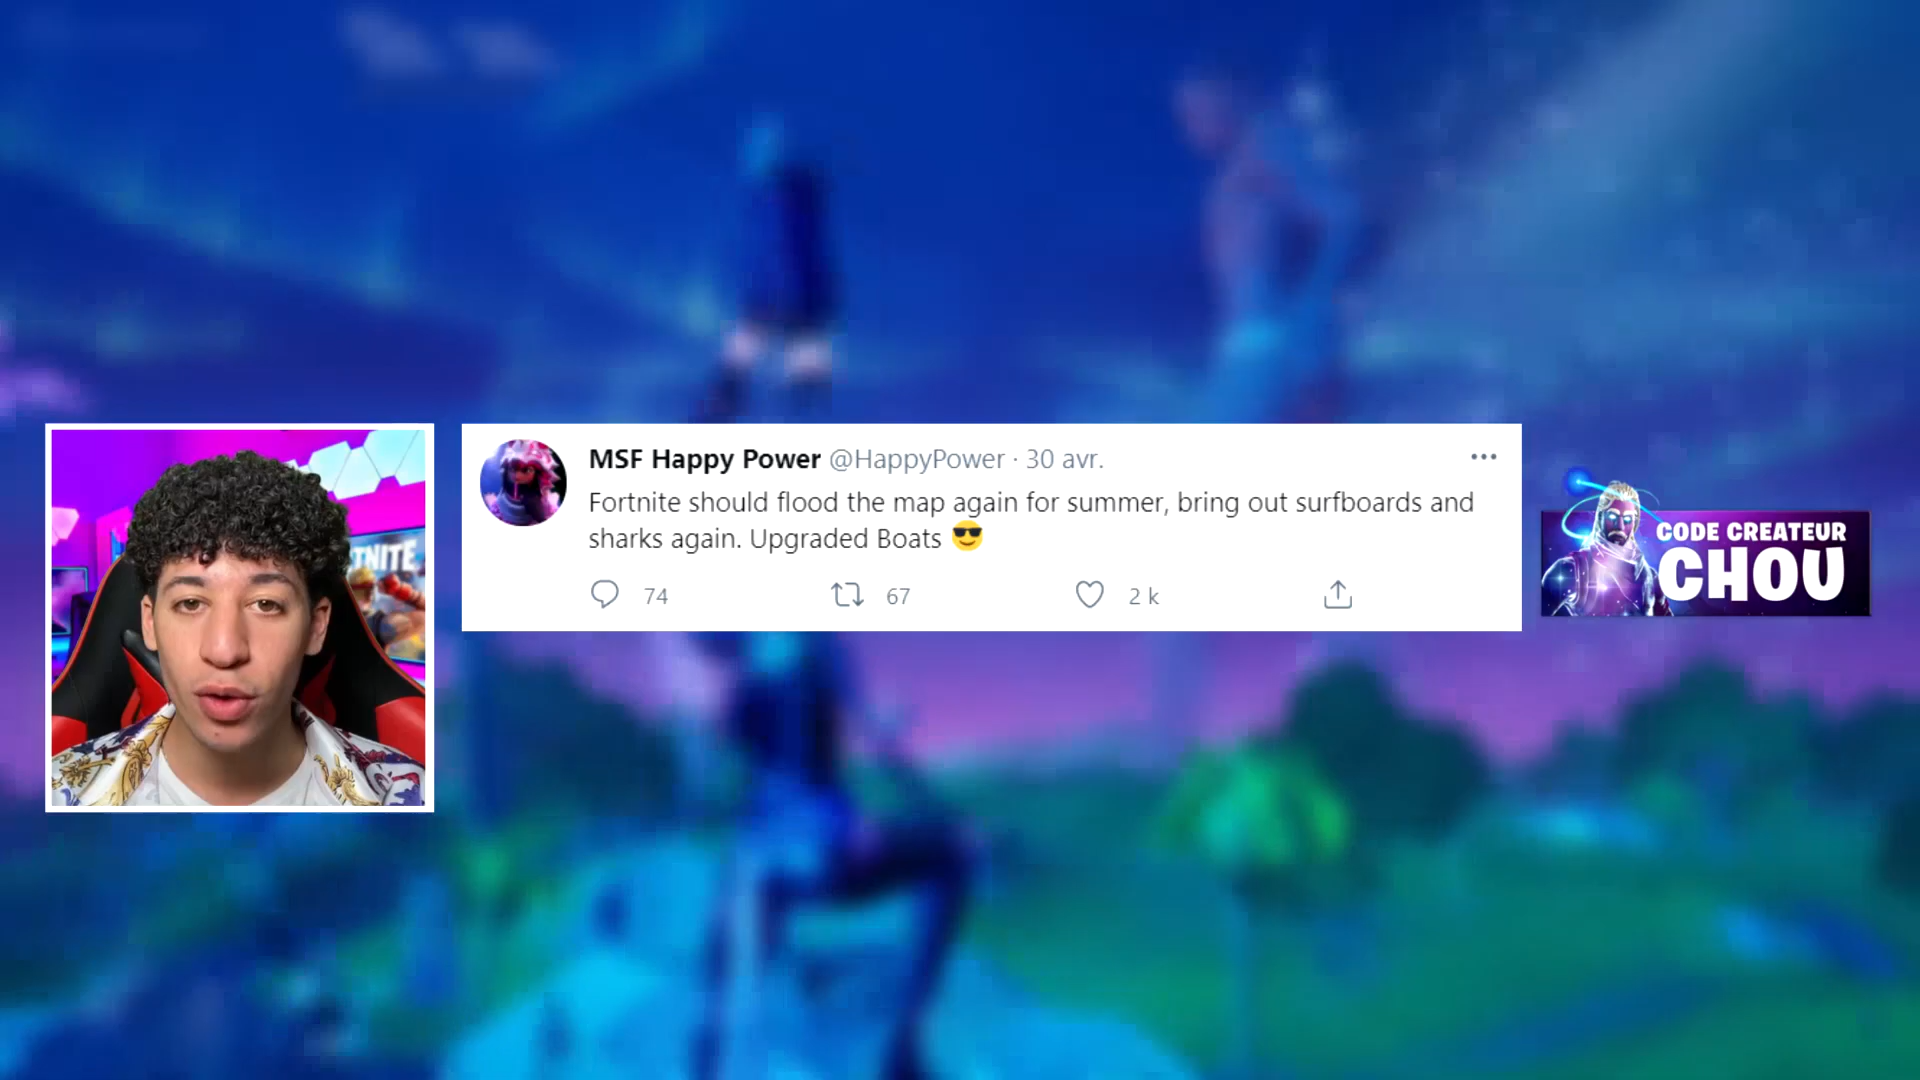 MSF Happy Power @HappyPower · 30 avr.
Fortnite should flood the map again for summer, bring out surfboards and
sharks again. Upgraded Boats 😎
74 67 2 k
TNITE
CODE CREATEUR
CHOU